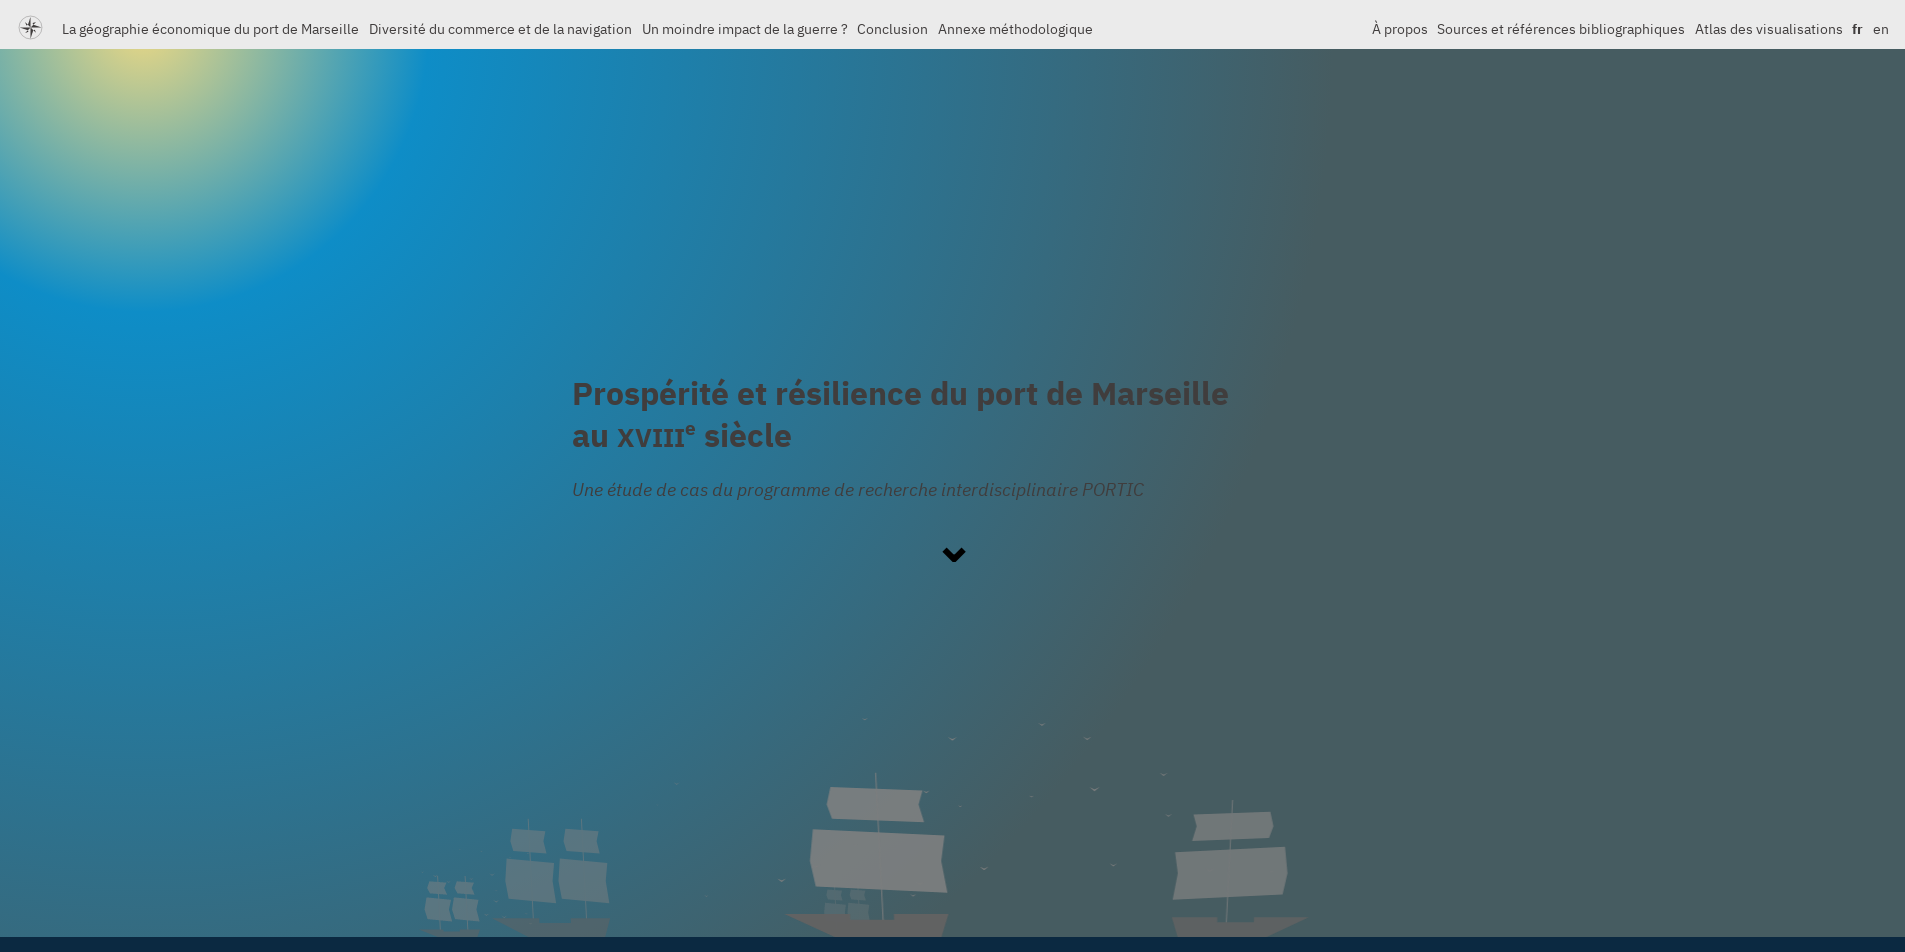 La géographie économique du port de Marseille Diversité du commerce et de la navigation Un moindre impact de la guerre ? Conclusion Annexe méthodologique À propos Sources et références bibliographiques Atlas des visualisations fr en
Prospérité et résilience du port de Marseille
au XVIIIe siècle
Une étude de cas du programme de recherche interdisciplinaire PORTIC